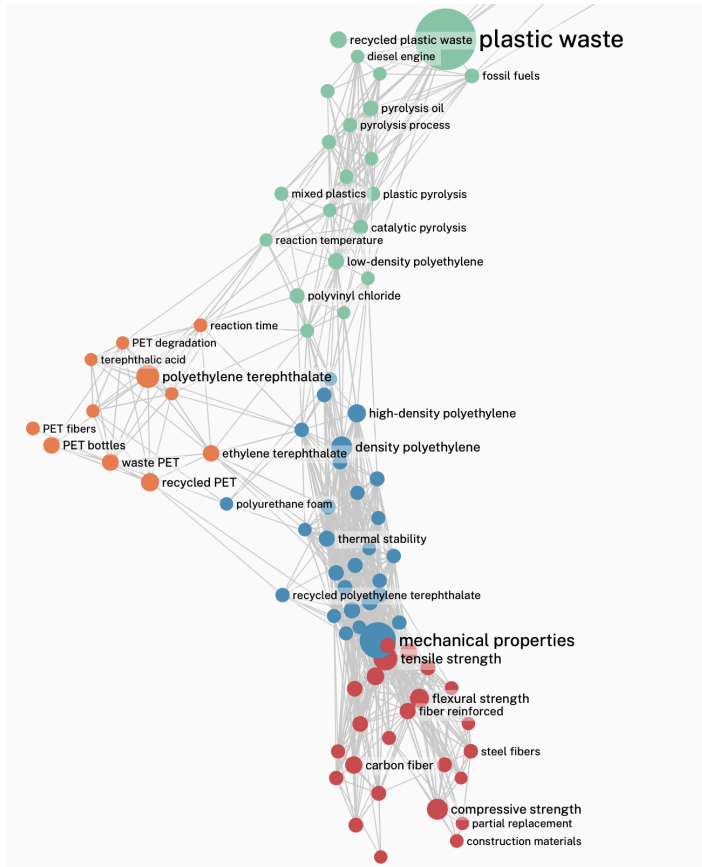 recycled plastic waste
plastic waste
diesel engine
fossil fuels
pyrolysis oil
pyrolysis process
mixed plastics
plastic pyrolysis
catalytic pyrolysis
reaction temperature
low-density polyethylene
polyvinyl chloride
reaction time
PET degradation
terephthalic acid
polyethylene terephthalate
high-density polyethylene
PET fibers
PET bottles
density polyethylene
ethylene terephthalate
waste PET
recycled PET
polyurethane foam
thermal stability
recycled polyethylene terephthalate
mechanical properties
tensile strength
flexural strength
fiber reinforced
steel fibers
carbon fiber
compressive strength
partial replacement
construction materials